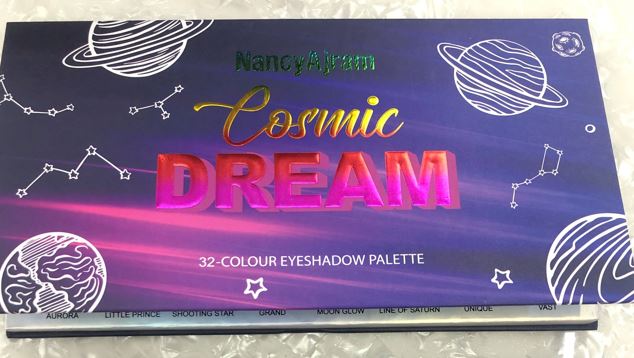 NancyAjram
Cosmic
DREAM
32-COLOUR EYESHADOW PALETTE
AURORA LITTLE PRINCE SHOOTING STAR GRAND MOON GLOW LINE OF SATURN UNIQUE VAST